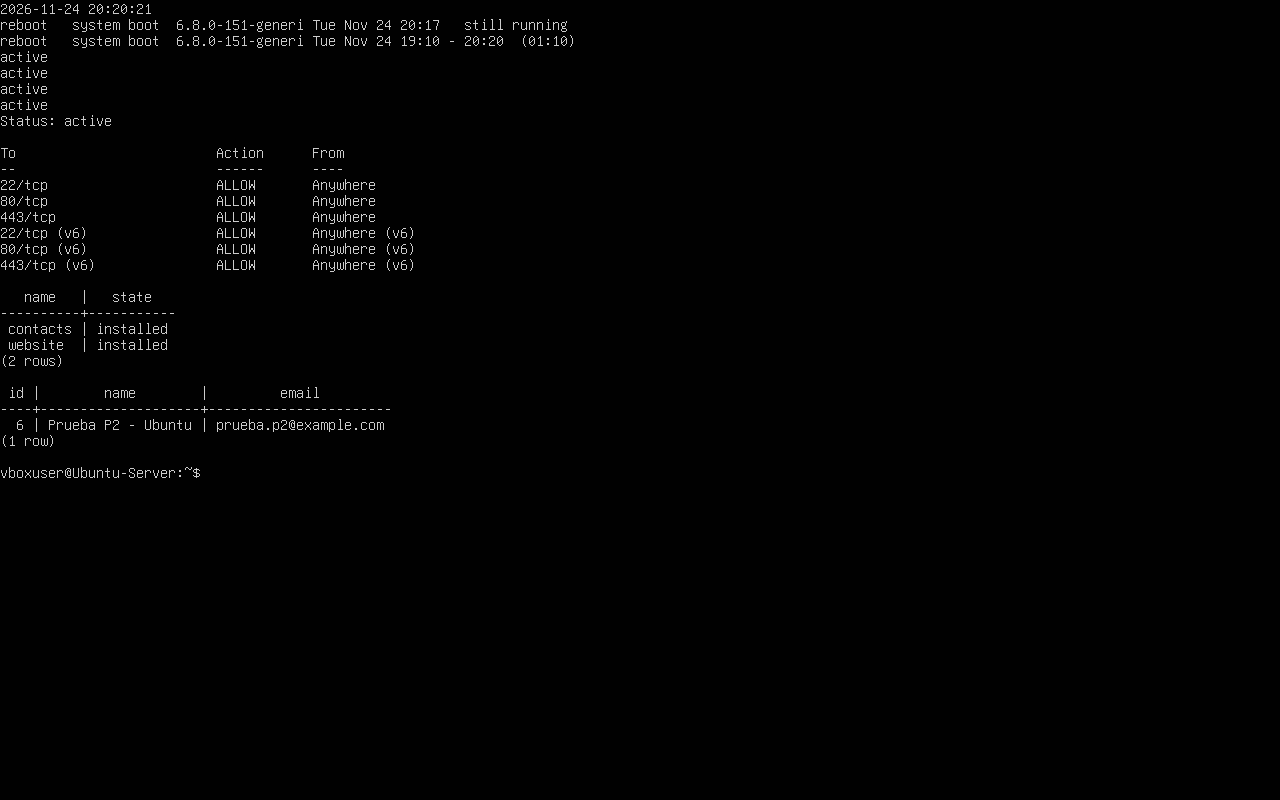 2026-11-24 20:20:21
reboot   system boot  6.8.0-151-generi Tue Nov 24 20:17   still running
reboot   system boot  6.8.0-151-generi Tue Nov 24 19:10 - 20:20  (01:10)
active
active
active
active
Status: active
To                         Action      From
--                         ------      ----
22/tcp                     ALLOW       Anywhere
80/tcp                     ALLOW       Anywhere
443/tcp                    ALLOW       Anywhere
22/tcp (v6)                ALLOW       Anywhere (v6)
80/tcp (v6)                ALLOW       Anywhere (v6)
443/tcp (v6)               ALLOW       Anywhere (v6)
   name   |   state
----------+-----------
 contacts | installed
 website  | installed
(2 rows)
 id |        name        |         email
----+--------------------+-----------------------
  6 | Prueba P2 - Ubuntu | prueba.p2@example.com
(1 row)
vboxuser@Ubuntu-Server:~$